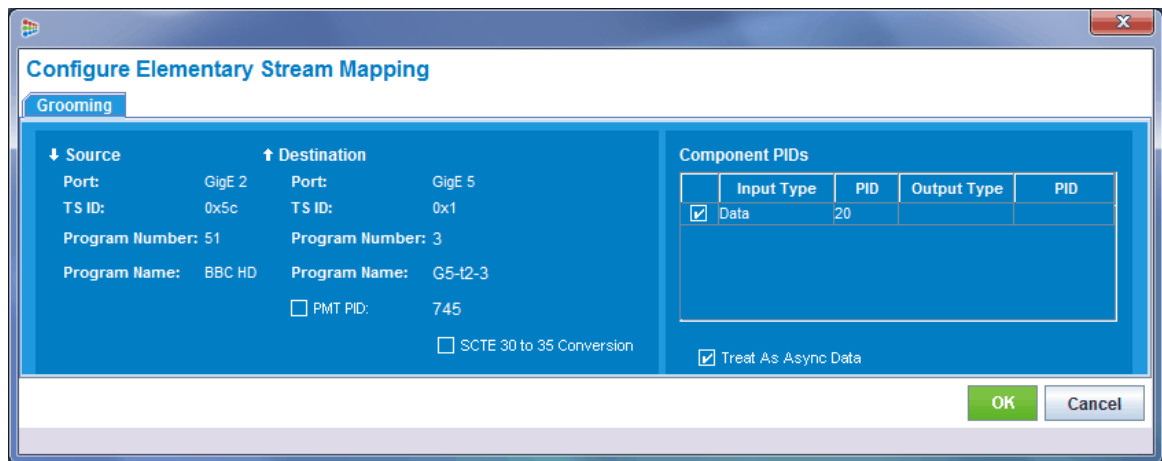 Configure Elementary Stream Mapping
Grooming
Source Destination
Port: GigE 2 Port: GigE 5
TS ID: 0x5c TS ID: 0x1
Program Number: 51 Program Number: 3
Program Name: BBC HD Program Name: G5-t2-3
PMT PID: 745
SCTE 30 to 35 Conversion
Component PIDs
Input Type PID Output Type PID
Data 20
Treat As Async Data
OK Cancel